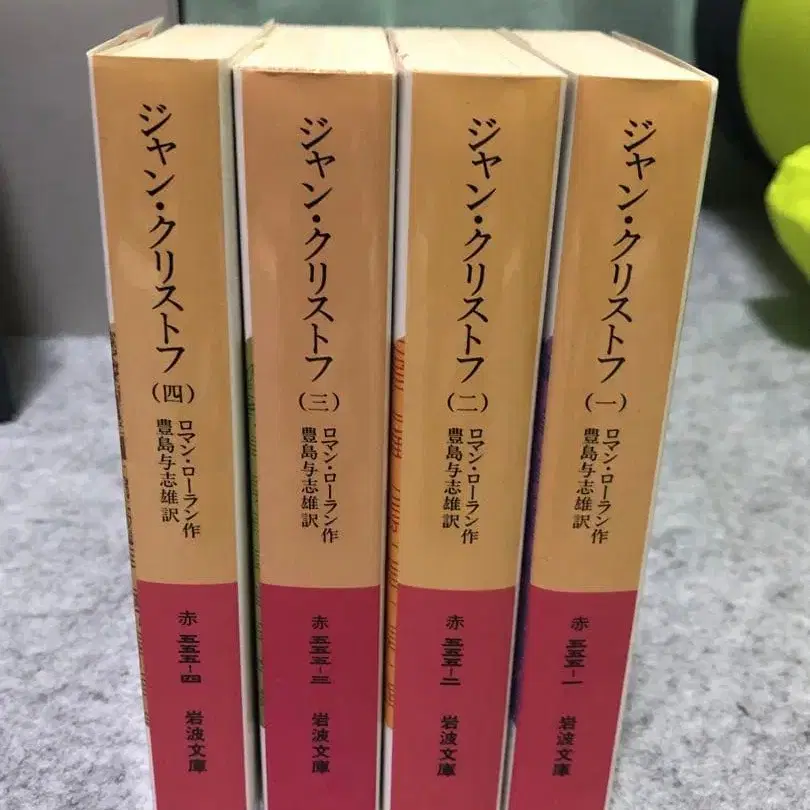 ジャン・クリストフ(一)
ロマン・ローラン作
豊島与志雄訳
赤 五五五-一
岩波文庫
ジャン・クリストフ(二)
ロマン・ローラン作
豊島与志雄訳
赤 五五五-二
岩波文庫
ジャン・クリストフ(三)
ロマン・ローラン作
豊島与志雄訳
赤 五五五-三
岩波文庫
ジャン・クリストフ(四)
ロマン・ローラン作
豊島与志雄訳
赤 五五五-四
岩波文庫